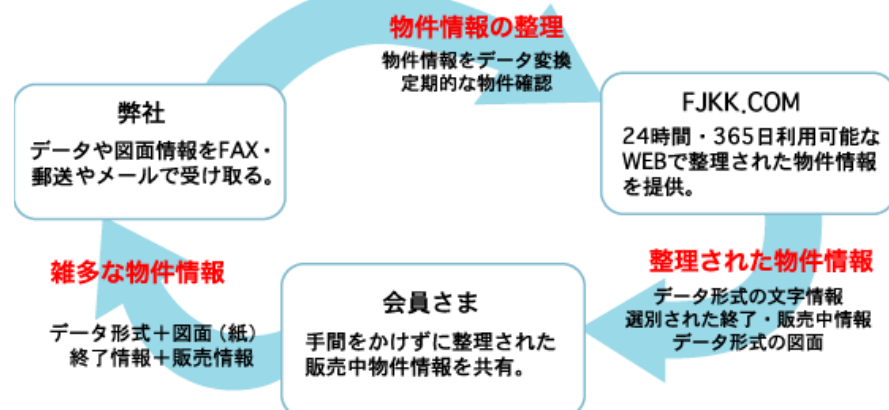 物件情報の整理
物件情報をデータ変換
定期的な物件確認
弊社
データや図面情報をFAX・
郵送やメールで受け取る。
FJKK.COM
24時間・365日利用可能な
WEBで整理された物件情報
を提供。
雑多な物件情報
データ形式＋図面（紙）
終了情報＋販売情報
会員さま
手間をかけずに整理された
販売中物件情報を共有。
整理された物件情報
データ形式の文字情報
選別された終了・販売中情報
データ形式の図面